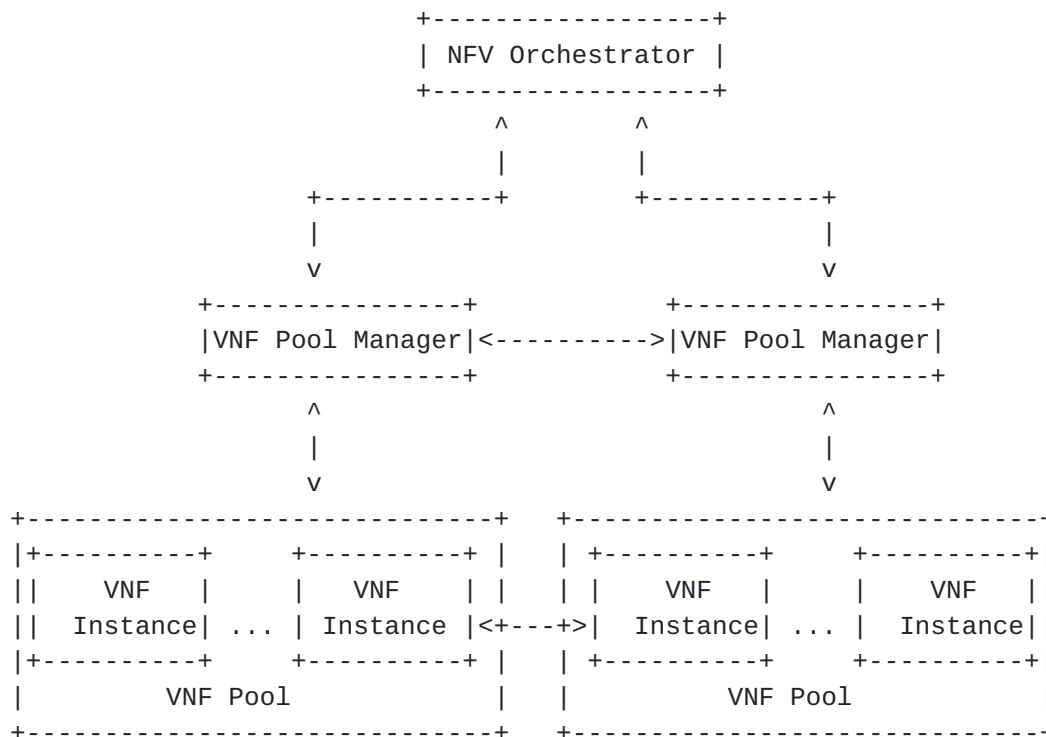 NFV Orchestrator
VNF Pool Manager VNF Pool Manager
VNF VNF VNF VNF
Instance ... Instance Instance ... Instance
VNF Pool VNF Pool